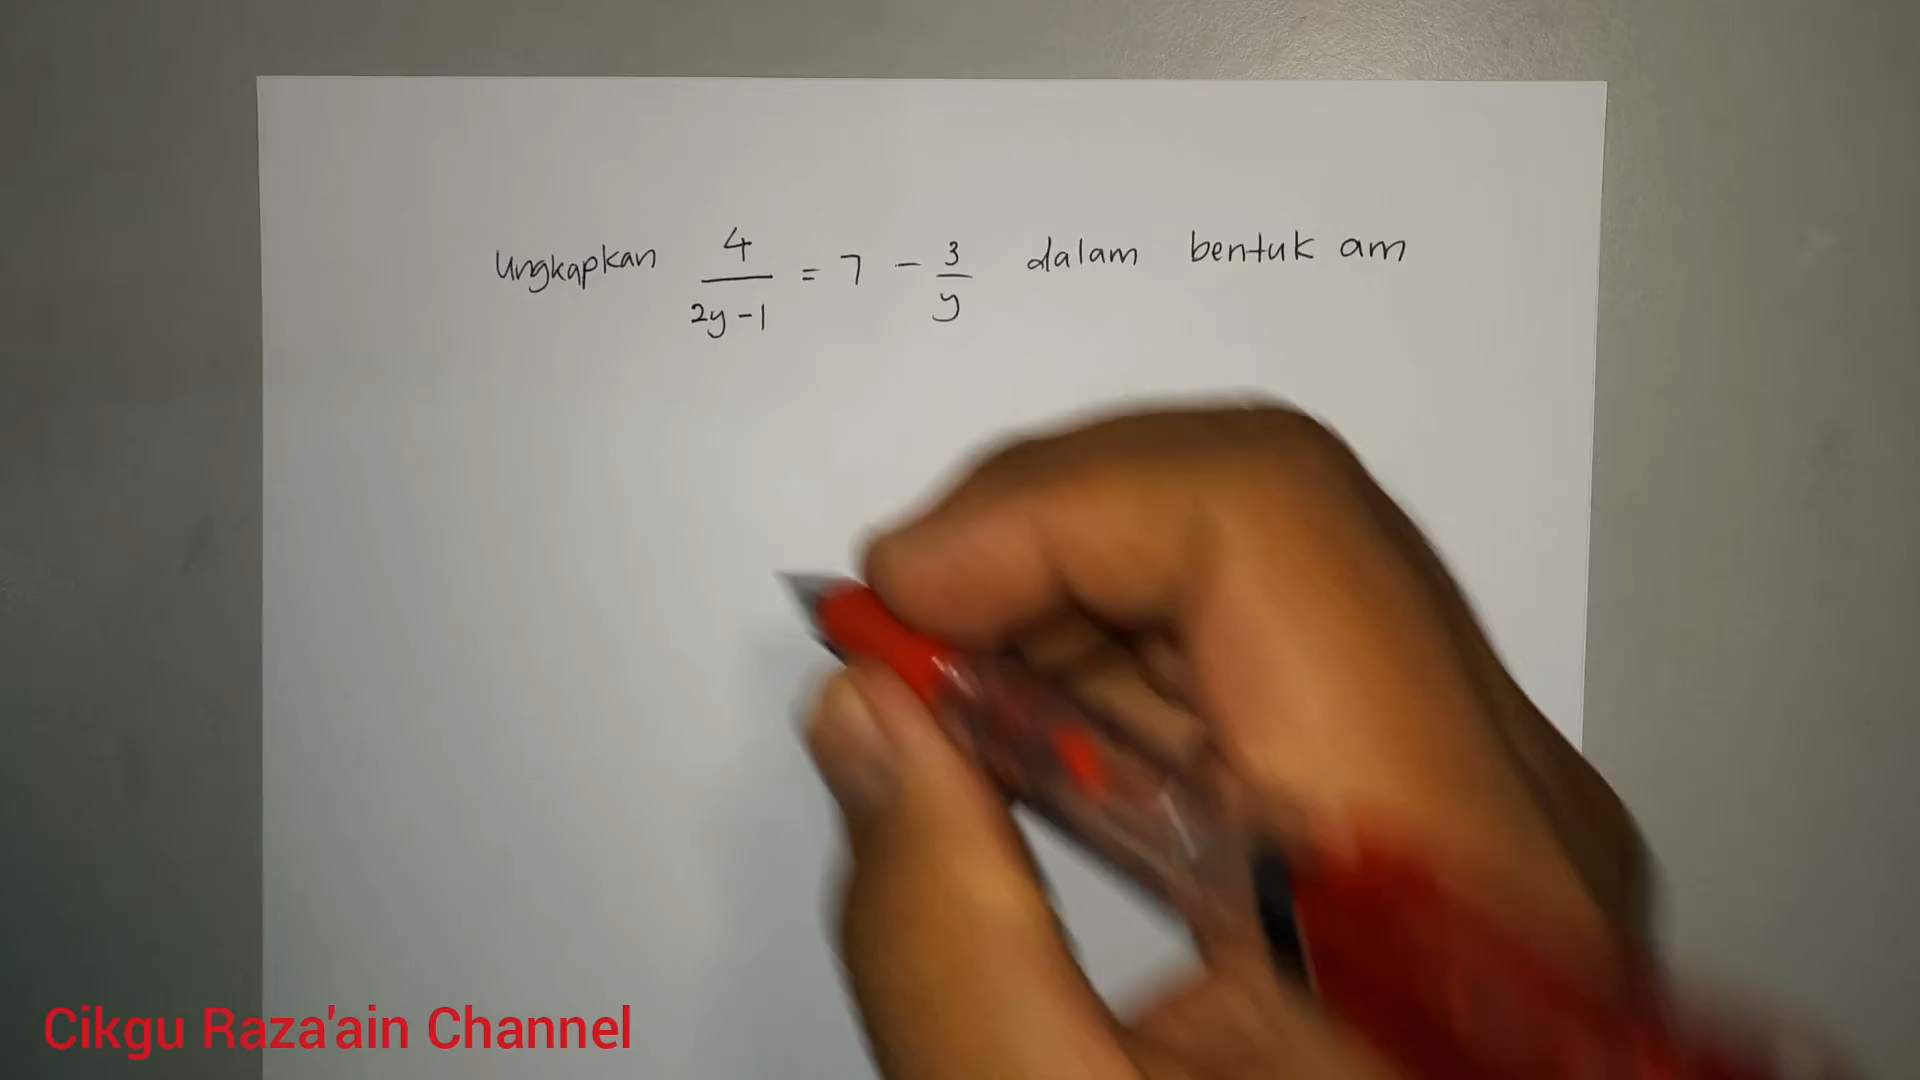 Ungkapkan 4/(2y-1) = 7 - 3/y dalam bentuk am
Cikgu Raza'ain Channel